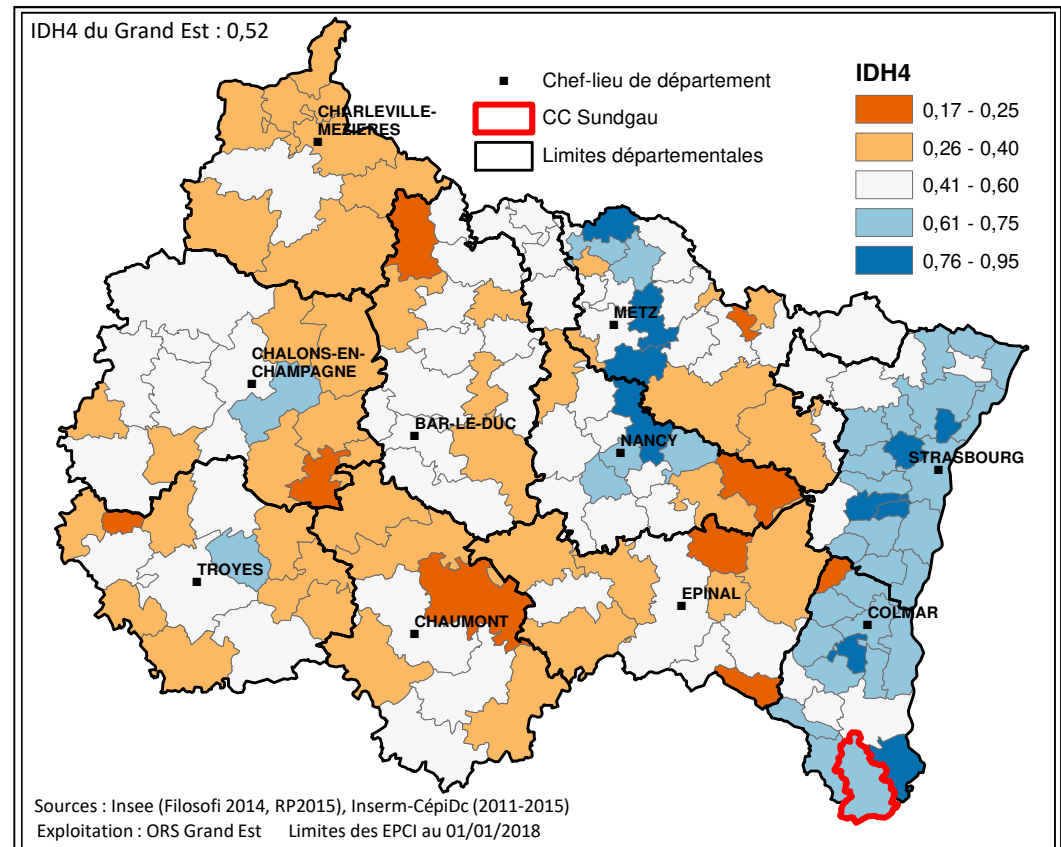 IDH4 du Grand Est : 0,52
Chef-lieu de département
CC Sundgau
Limites départementales
IDH4
0,17 - 0,25
0,26 - 0,40
0,41 - 0,60
0,61 - 0,75
0,76 - 0,95
CHARLEVILLE-
MEZIERES
METZ
CHALONS-EN-
CHAMPAGNE
BAR-LE-DUC
NANCY
STRASBOURG
TROYES
EPINAL
CHAUMONT
COLMAR
Sources : Insee (Filosofi 2014, RP2015), Inserm-CépiDc (2011-2015)
Exploitation : ORS Grand Est Limites des EPCI au 01/01/2018